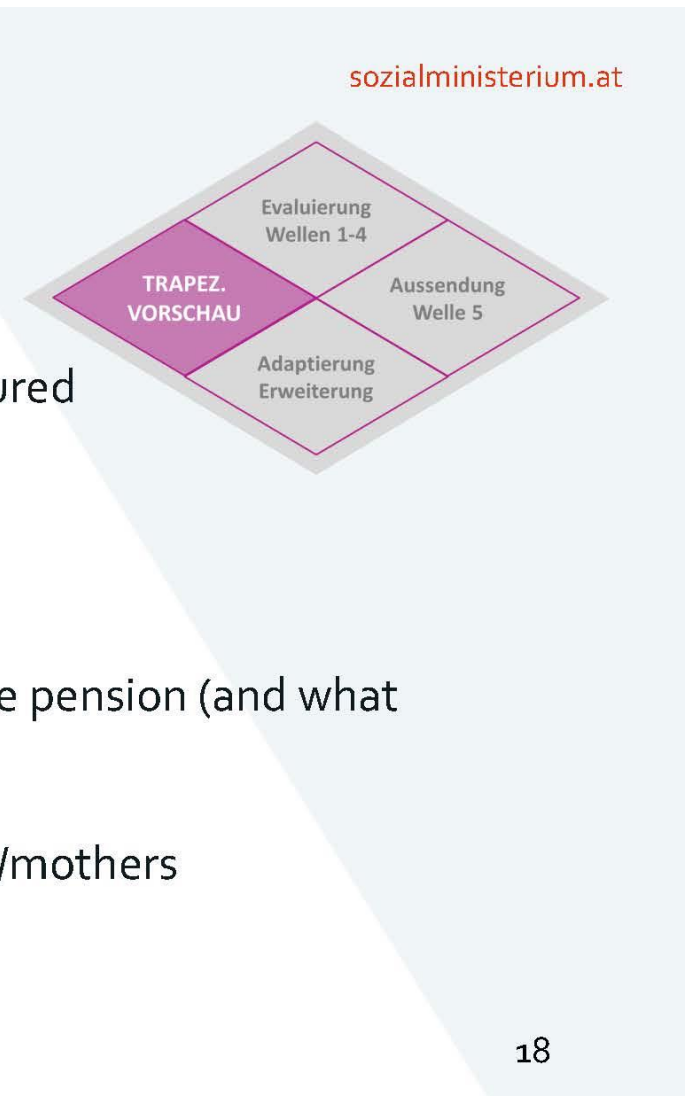 sozialministerium.at
Evaluierung
Wellen 1-4
TRAPEZ.
VORSCHAU
Aussendung
Welle 5
Adaptierung
Erweiterung
ured
e pension (and what
/mothers
18